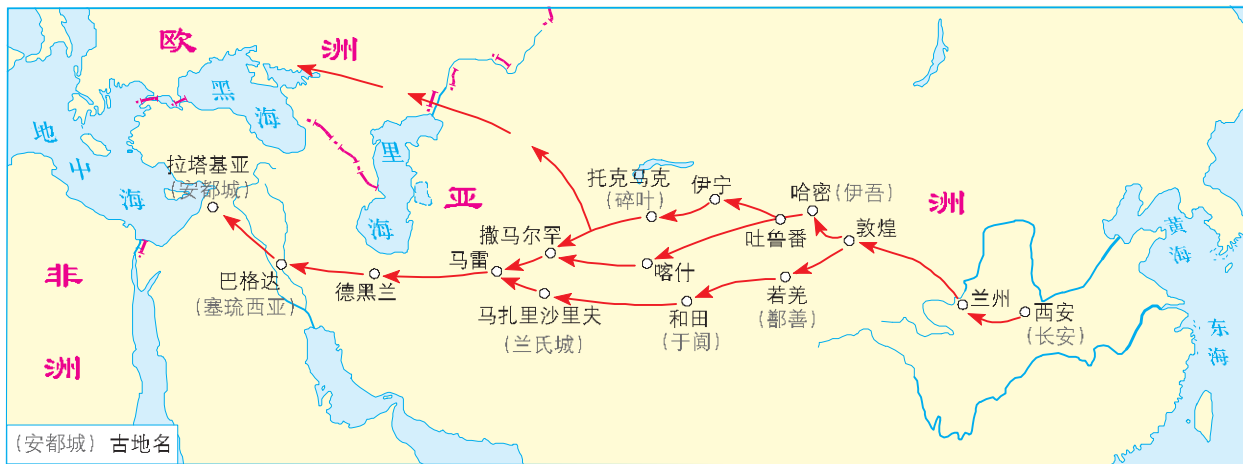 欧 洲
黑海
地中海
里海
拉塔基亚
(安都城)
亚 洲
托克马克
(碎叶)
伊宁
哈密(伊吾)
吐鲁番
敦煌
黄海
撒马尔罕
马雷
喀什
巴格达
(塞琉西亚)
德黑兰
马扎里沙里夫
(兰氏城)
和田
(于阗)
若羌
(鄯善)
兰州
西安
(长安)
东海
非洲
(安都城) 古地名